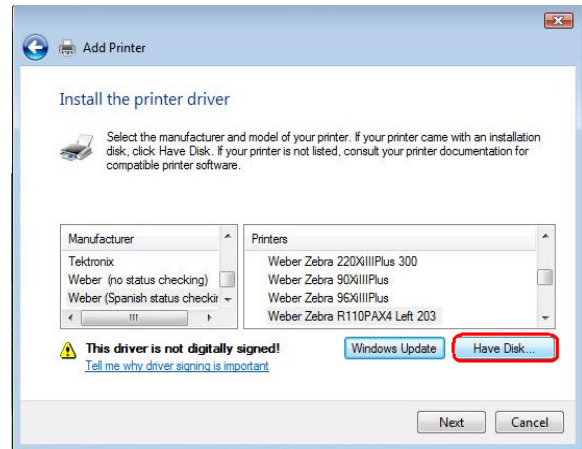 Add Printer
Install the printer driver
Select the manufacturer and model of your printer. If your printer came with an installation
disk, click Have Disk. If your printer is not listed, consult your printer documentation for
compatible printer software.
Manufacturer
Tektronix
Weber (no status checking)
Weber (Spanish status checkir
Printers
Weber Zebra 220XiIIIPlus 300
Weber Zebra 90XiIIIPlus
Weber Zebra 96XiIIIPlus
Weber Zebra R110PAX4 Left 203
This driver is not digitally signed!
Tell me why driver signing is important
Windows Update
Have Disk...
Next
Cancel